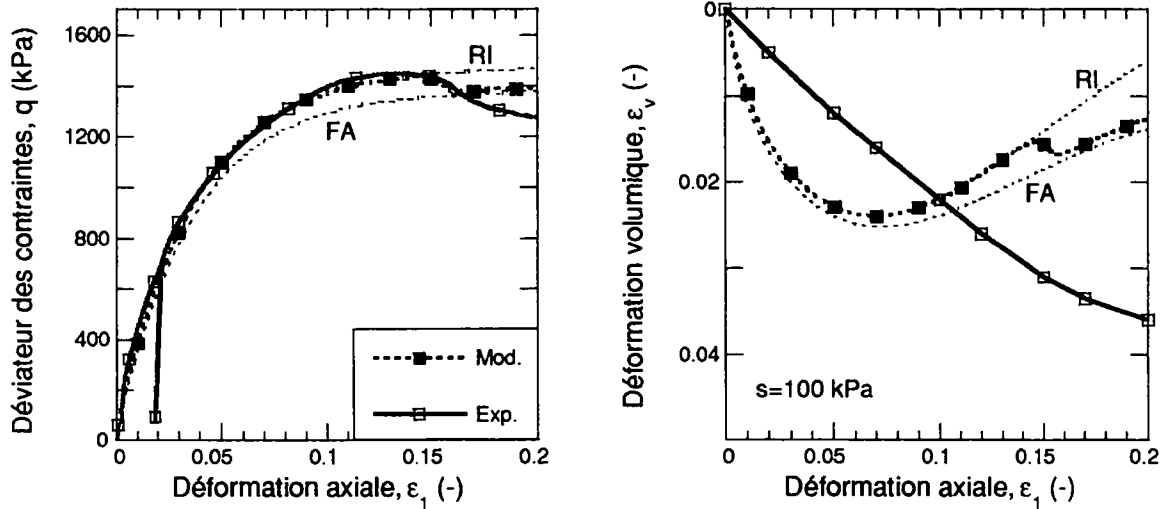 Déviateur des contraintes, q (kPa)
1600
1200
800
400
0
RI
FA
Mod.
Exp.
0 0.05 0.1 0.15 0.2
Déformation axiale, ε1 (-)
Déformation volumique, εv (-)
0
0.02
0.04
RI
FA
s=100 kPa
0 0.05 0.1 0.15 0.2
Déformation axiale, ε1 (-)